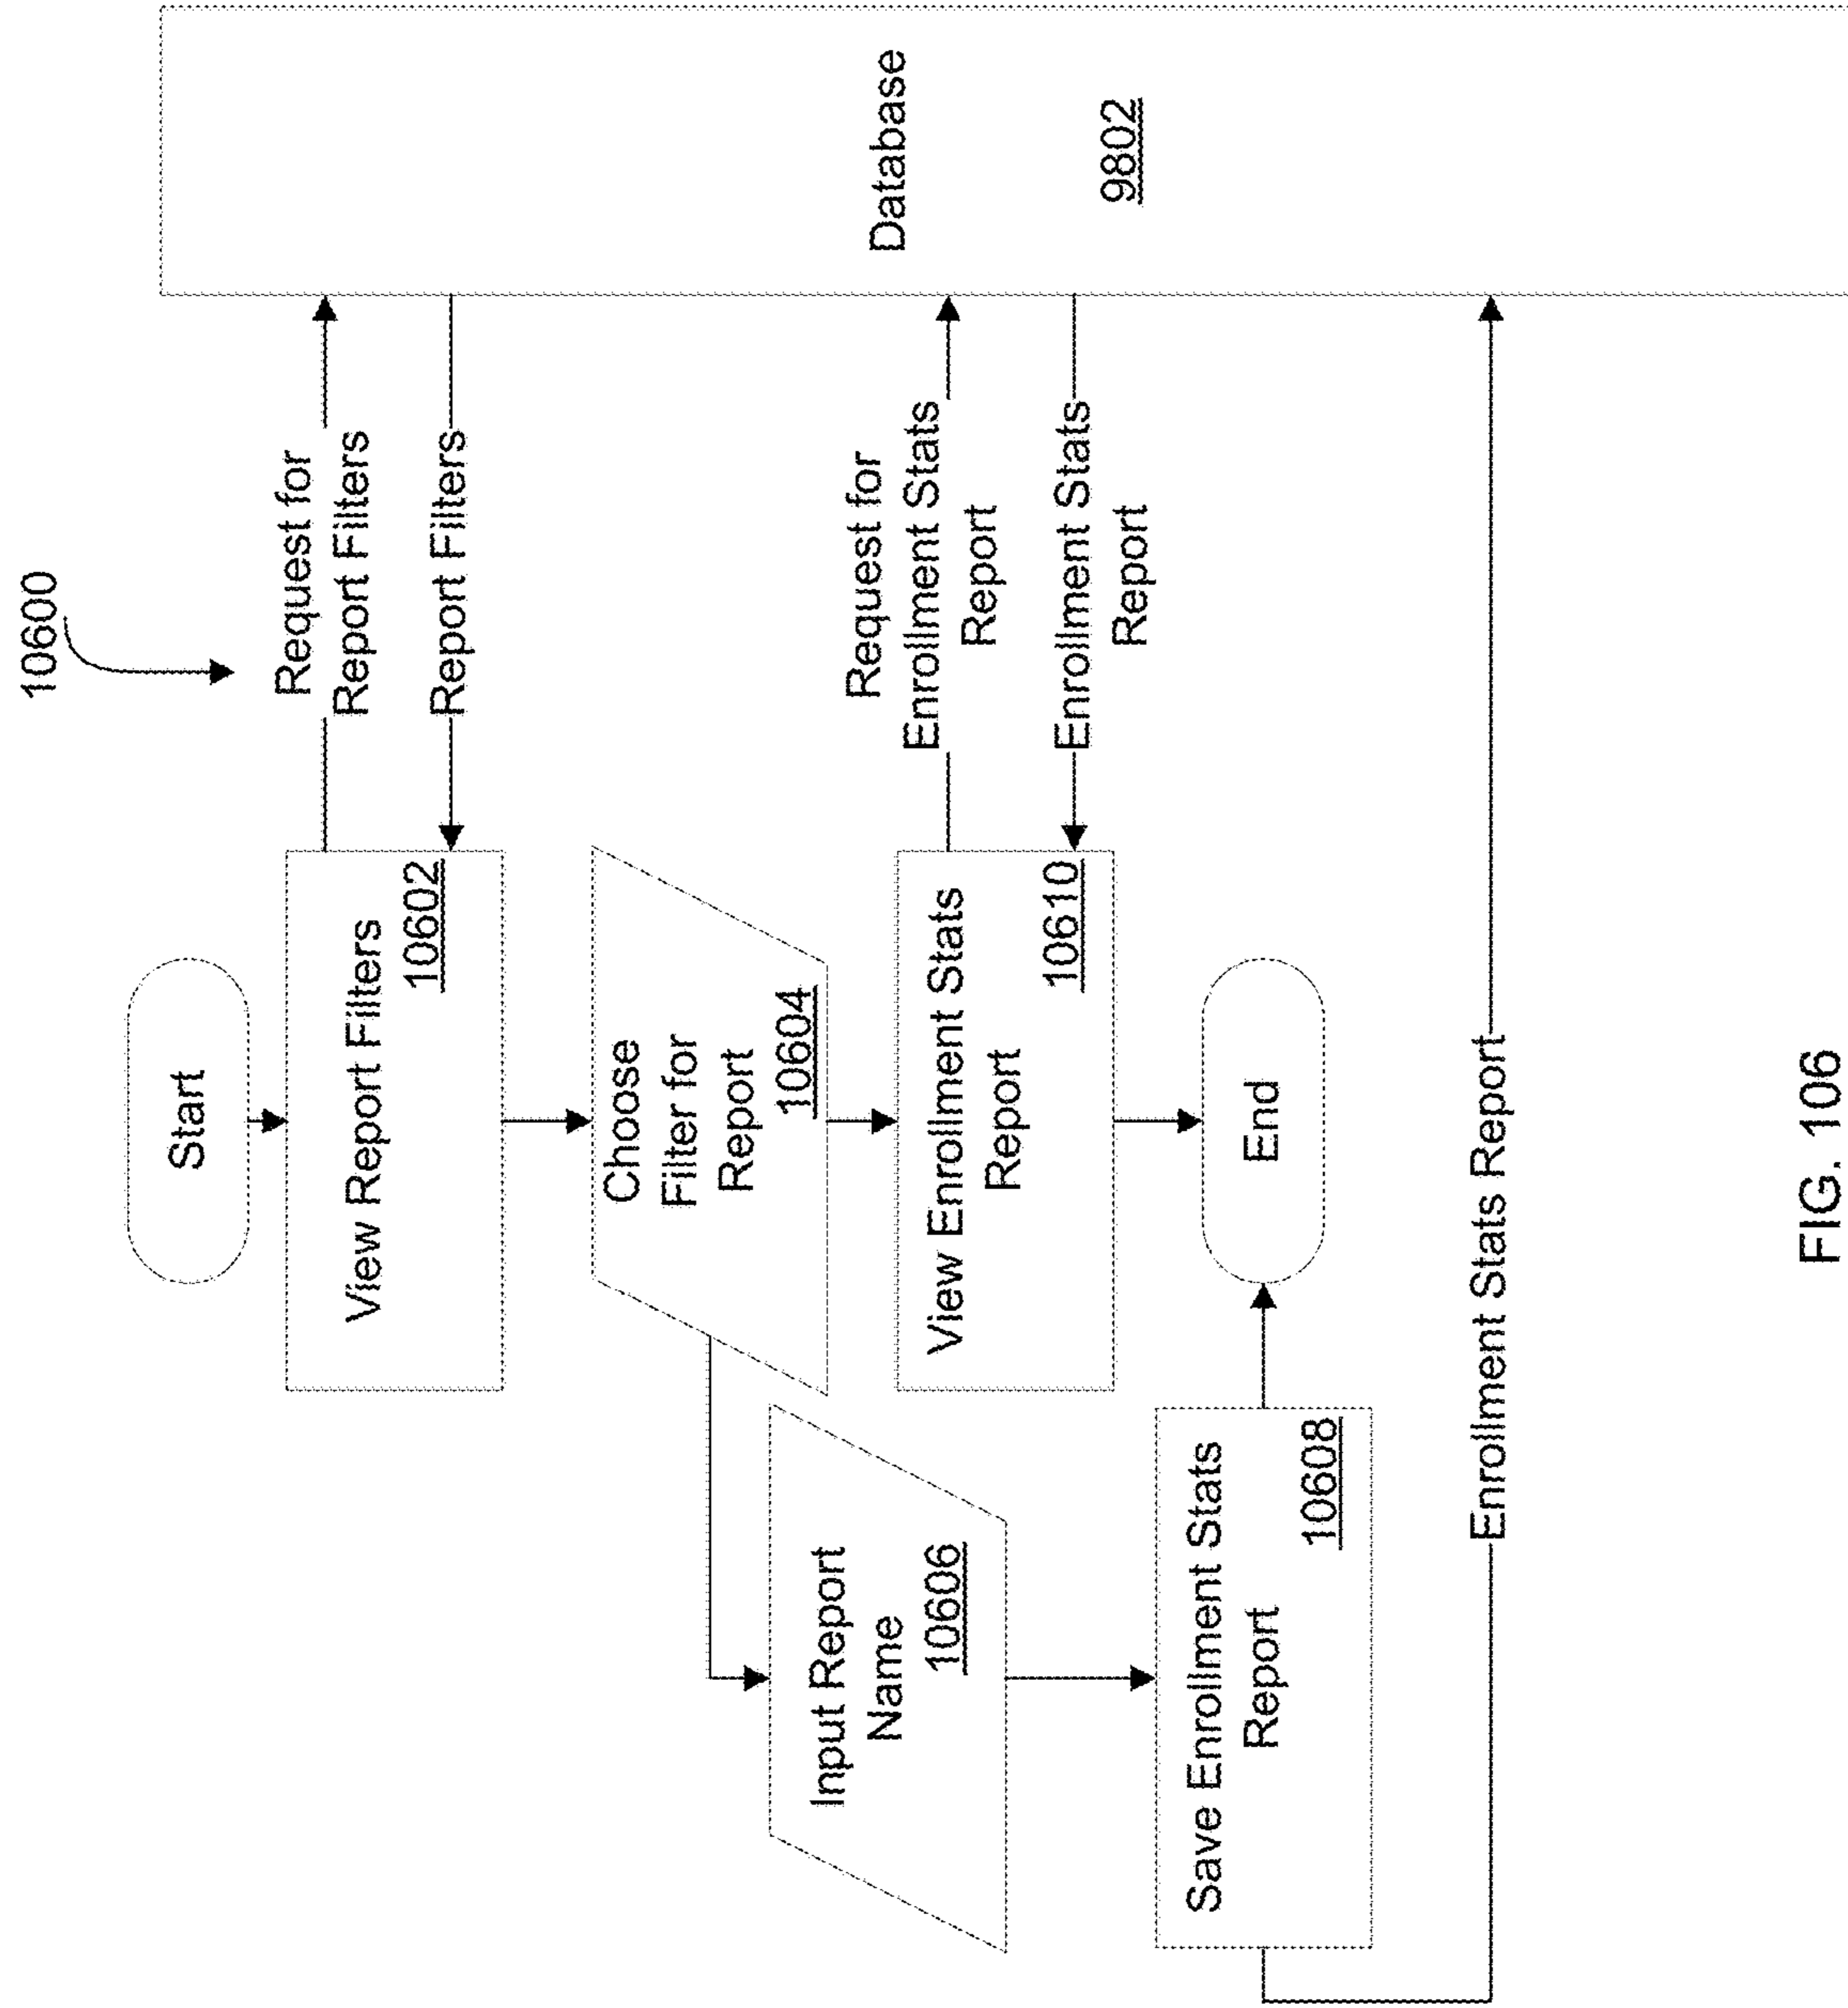 10600
Start
View Report Filters
10602
Request for
Report Filters
Report Filters
Choose
Filter for
Report
10604
Input Report
Name
10606
View Enrollment Stats
Report
10610
Request for
Enrollment Stats
Report
Enrollment Stats
Report
Database
9802
Save Enrollment Stats
Report
10608
End
Enrollment Stats Report
FIG. 106